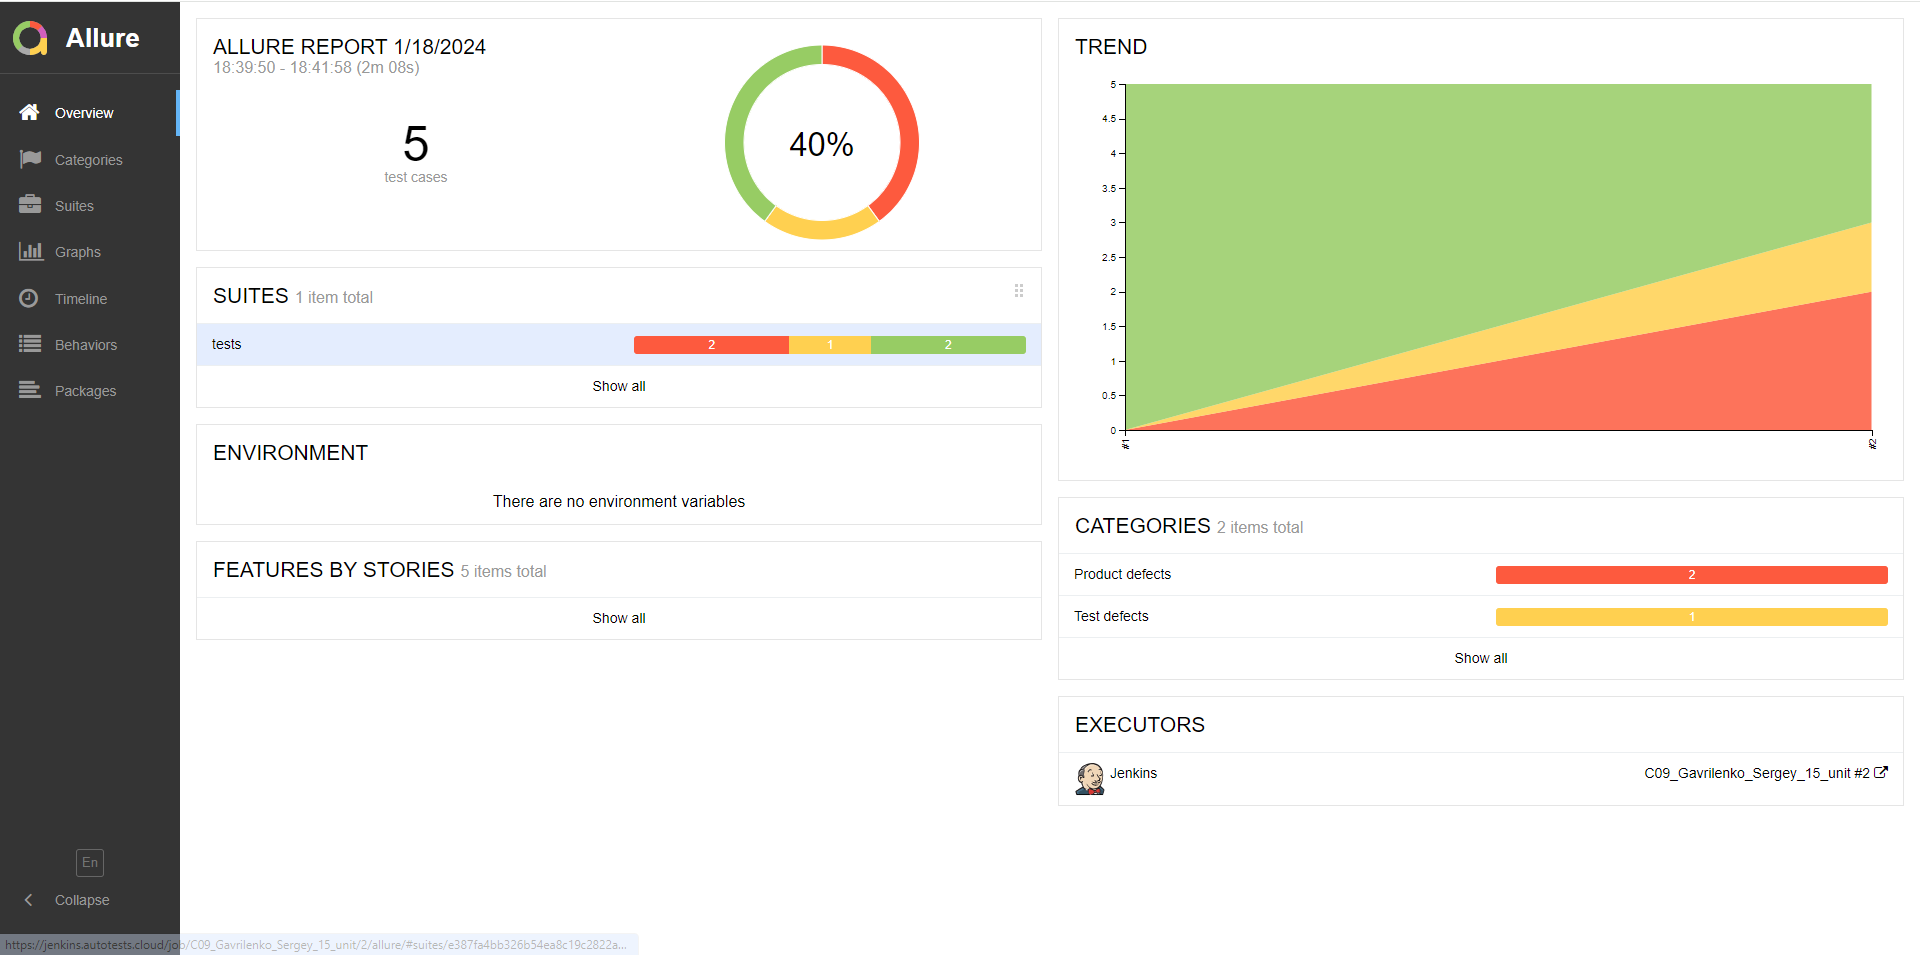 Allure
Overview
Categories
Suites
Graphs
Timeline
Behaviors
Packages
En
Collapse
ALLURE REPORT 1/18/2024
18:39:50 - 18:41:58 (2m 08s)
5
test cases
40%
SUITES 1 item total
tests
2 1 2
Show all
ENVIRONMENT
There are no environment variables
FEATURES BY STORIES 5 items total
Show all
TREND
5
4.5
4
3.5
3
2.5
2
1.5
1
0.5
0
#1 #2
CATEGORIES 2 items total
Product defects 2
Test defects 1
Show all
EXECUTORS
Jenkins C09_Gavrilenko_Sergey_15_unit #2
https://jenkins.autotests.cloud/job/C09_Gavrilenko_Sergey_15_unit/2/allure/#suites/e387fa4bb326b54ea8c19c2822a...